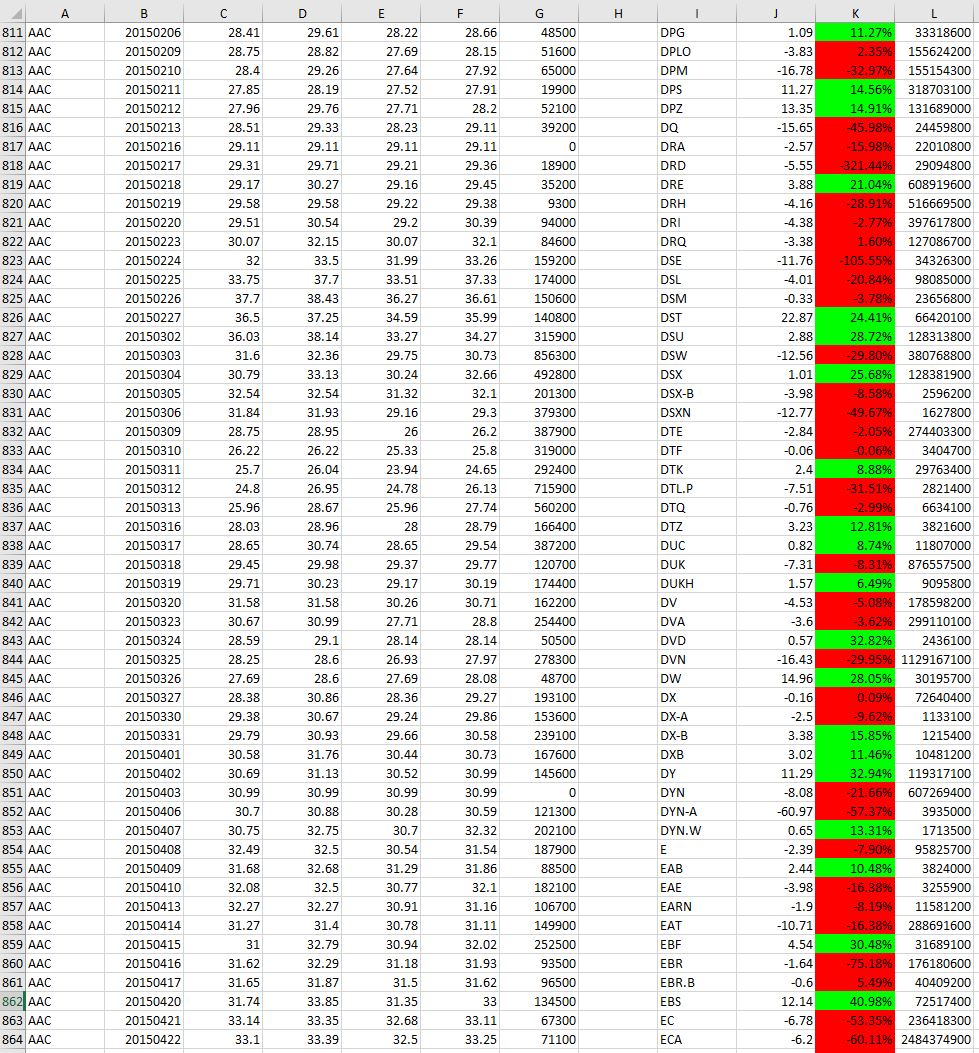 A B C D E F G H I J K L
811 AAC 20150206 28.41 29.61 28.22 28.66 48500 DPG 1.09 11.27% 33318600
812 AAC 20150209 28.75 28.82 27.69 28.15 51600 DPLO -3.83 2.35% 155624200
813 AAC 20150210 28.4 29.26 27.64 27.92 65000 DPM -16.78 -32.97% 155154300
814 AAC 20150211 27.85 28.19 27.52 27.91 19900 DPS 11.27 14.56% 318703100
815 AAC 20150212 27.96 29.76 27.71 28.2 52100 DPZ 13.35 14.91% 131689000
816 AAC 20150213 28.51 29.33 28.23 29.11 39200 DQ -15.65 -45.98% 24459800
817 AAC 20150216 29.11 29.11 29.11 29.11 0 DRA -2.57 -15.98% 22010800
818 AAC 20150217 29.31 29.71 29.21 29.36 18900 DRD -5.55 -321.44% 29094800
819 AAC 20150218 29.17 30.27 29.16 29.45 35200 DRE 3.88 21.04% 608919600
820 AAC 20150219 29.58 29.58 29.22 29.38 9300 DRH -4.16 -28.91% 516669500
821 AAC 20150220 29.51 30.54 29.2 30.39 94000 DRI -4.38 -2.77% 397617800
822 AAC 20150223 30.07 32.15 30.07 32.1 84600 DRQ -3.38 1.60% 127086700
823 AAC 20150224 32 33.5 31.99 33.26 159200 DSE -11.76 -105.55% 34326300
824 AAC 20150225 33.75 37.7 33.51 37.33 174000 DSL -4.01 -20.84% 98085000
825 AAC 20150226 37.7 38.43 36.27 36.61 150600 DSM -0.33 -3.78% 23656800
826 AAC 20150227 36.5 37.25 34.59 35.99 140800 DST 22.87 24.41% 66420100
827 AAC 20150302 36.03 38.14 33.27 34.27 315900 DSU 2.88 28.72% 128313800
828 AAC 20150303 31.6 32.36 29.75 30.73 856300 DSW -12.56 -29.80% 380768800
829 AAC 20150304 30.79 33.13 30.24 32.66 492800 DSX 1.01 25.68% 128381900
830 AAC 20150305 32.54 32.54 31.32 32.1 201300 DSX-B -3.98 -8.58% 2596200
831 AAC 20150306 31.84 31.93 29.16 29.3 379300 DSXN -12.77 -49.67% 1627800
832 AAC 20150309 28.75 28.95 26 26.2 387900 DTE -2.84 -2.05% 274403300
833 AAC 20150310 26.22 26.22 25.33 25.8 319000 DTF -0.06 -0.06% 3404700
834 AAC 20150311 25.7 26.04 23.94 24.65 292400 DTK 2.4 8.88% 29763400
835 AAC 20150312 24.8 26.95 24.78 26.13 715900 DTL.P -7.51 -31.51% 2821400
836 AAC 20150313 25.96 28.67 25.96 27.74 560200 DTQ -0.76 -2.99% 6634100
837 AAC 20150316 28.03 28.96 28 28.79 166400 DTZ 3.23 12.81% 3821600
838 AAC 20150317 28.65 30.74 28.65 29.54 387200 DUC 0.82 8.74% 11807000
839 AAC 20150318 29.45 29.98 29.37 29.77 120700 DUK -7.31 -8.31% 876557500
840 AAC 20150319 29.71 30.23 29.17 30.19 174400 DUKH 1.57 6.49% 9095800
841 AAC 20150320 31.58 31.58 30.26 30.71 162200 DV -4.53 -5.08% 178598200
842 AAC 20150323 30.67 30.99 27.71 28.8 254400 DVA -3.6 -3.62% 299110100
843 AAC 20150324 28.59 29.1 28.14 28.14 50500 DVD 0.57 32.82% 2436100
844 AAC 20150325 28.25 28.6 26.93 27.97 278300 DVN -16.43 -29.95% 1129167100
845 AAC 20150326 27.69 28.6 27.69 28.08 48700 DW 14.96 28.05% 30195700
846 AAC 20150327 28.38 30.86 28.36 29.27 193100 DX -0.16 0.09% 72640400
847 AAC 20150330 29.38 30.67 29.24 29.86 153600 DX-A -2.5 -9.62% 1133100
848 AAC 20150331 29.79 30.93 29.66 30.58 239100 DX-B 3.38 15.85% 1215400
849 AAC 20150401 30.58 31.76 30.44 30.73 167600 DXB 3.02 11.46% 10481200
850 AAC 20150402 30.69 31.13 30.52 30.99 145600 DY 11.29 32.94% 119317100
851 AAC 20150403 30.99 30.99 30.99 30.99 0 DYN -8.08 -21.66% 607269400
852 AAC 20150406 30.7 30.88 30.28 30.59 121300 DYN-A -60.97 -57.37% 3935000
853 AAC 20150407 30.75 32.75 30.7 32.32 202100 DYN.W 0.65 13.31% 1713500
854 AAC 20150408 32.49 32.5 30.54 31.54 187900 E -2.39 -7.90% 95825700
855 AAC 20150409 31.68 32.68 31.29 31.86 88500 EAB 2.44 10.48% 3824000
856 AAC 20150410 32.08 32.5 30.77 32.1 182100 EAE -3.98 -16.38% 3255900
857 AAC 20150413 32.27 32.27 30.91 31.16 106700 EARN -1.9 -8.19% 11581200
858 AAC 20150414 31.27 31.4 30.78 31.11 149900 EAT -10.71 -16.38% 288691600
859 AAC 20150415 31 32.79 30.94 32.02 252500 EBF 4.54 30.48% 31689100
860 AAC 20150416 31.62 32.29 31.18 31.93 93500 EBR -1.64 -75.18% 176180600
861 AAC 20150417 31.65 31.87 31.5 31.62 96500 EBR.B -0.6 5.49% 40409200
862 AAC 20150420 31.74 33.85 31.35 33 134500 EBS 12.14 40.98% 72517400
863 AAC 20150421 33.14 33.35 32.68 33.11 67300 EC -6.78 -53.35% 236418300
864 AAC 20150422 33.1 33.39 32.5 33.25 71100 ECA -6.2 -60.11% 2484374900